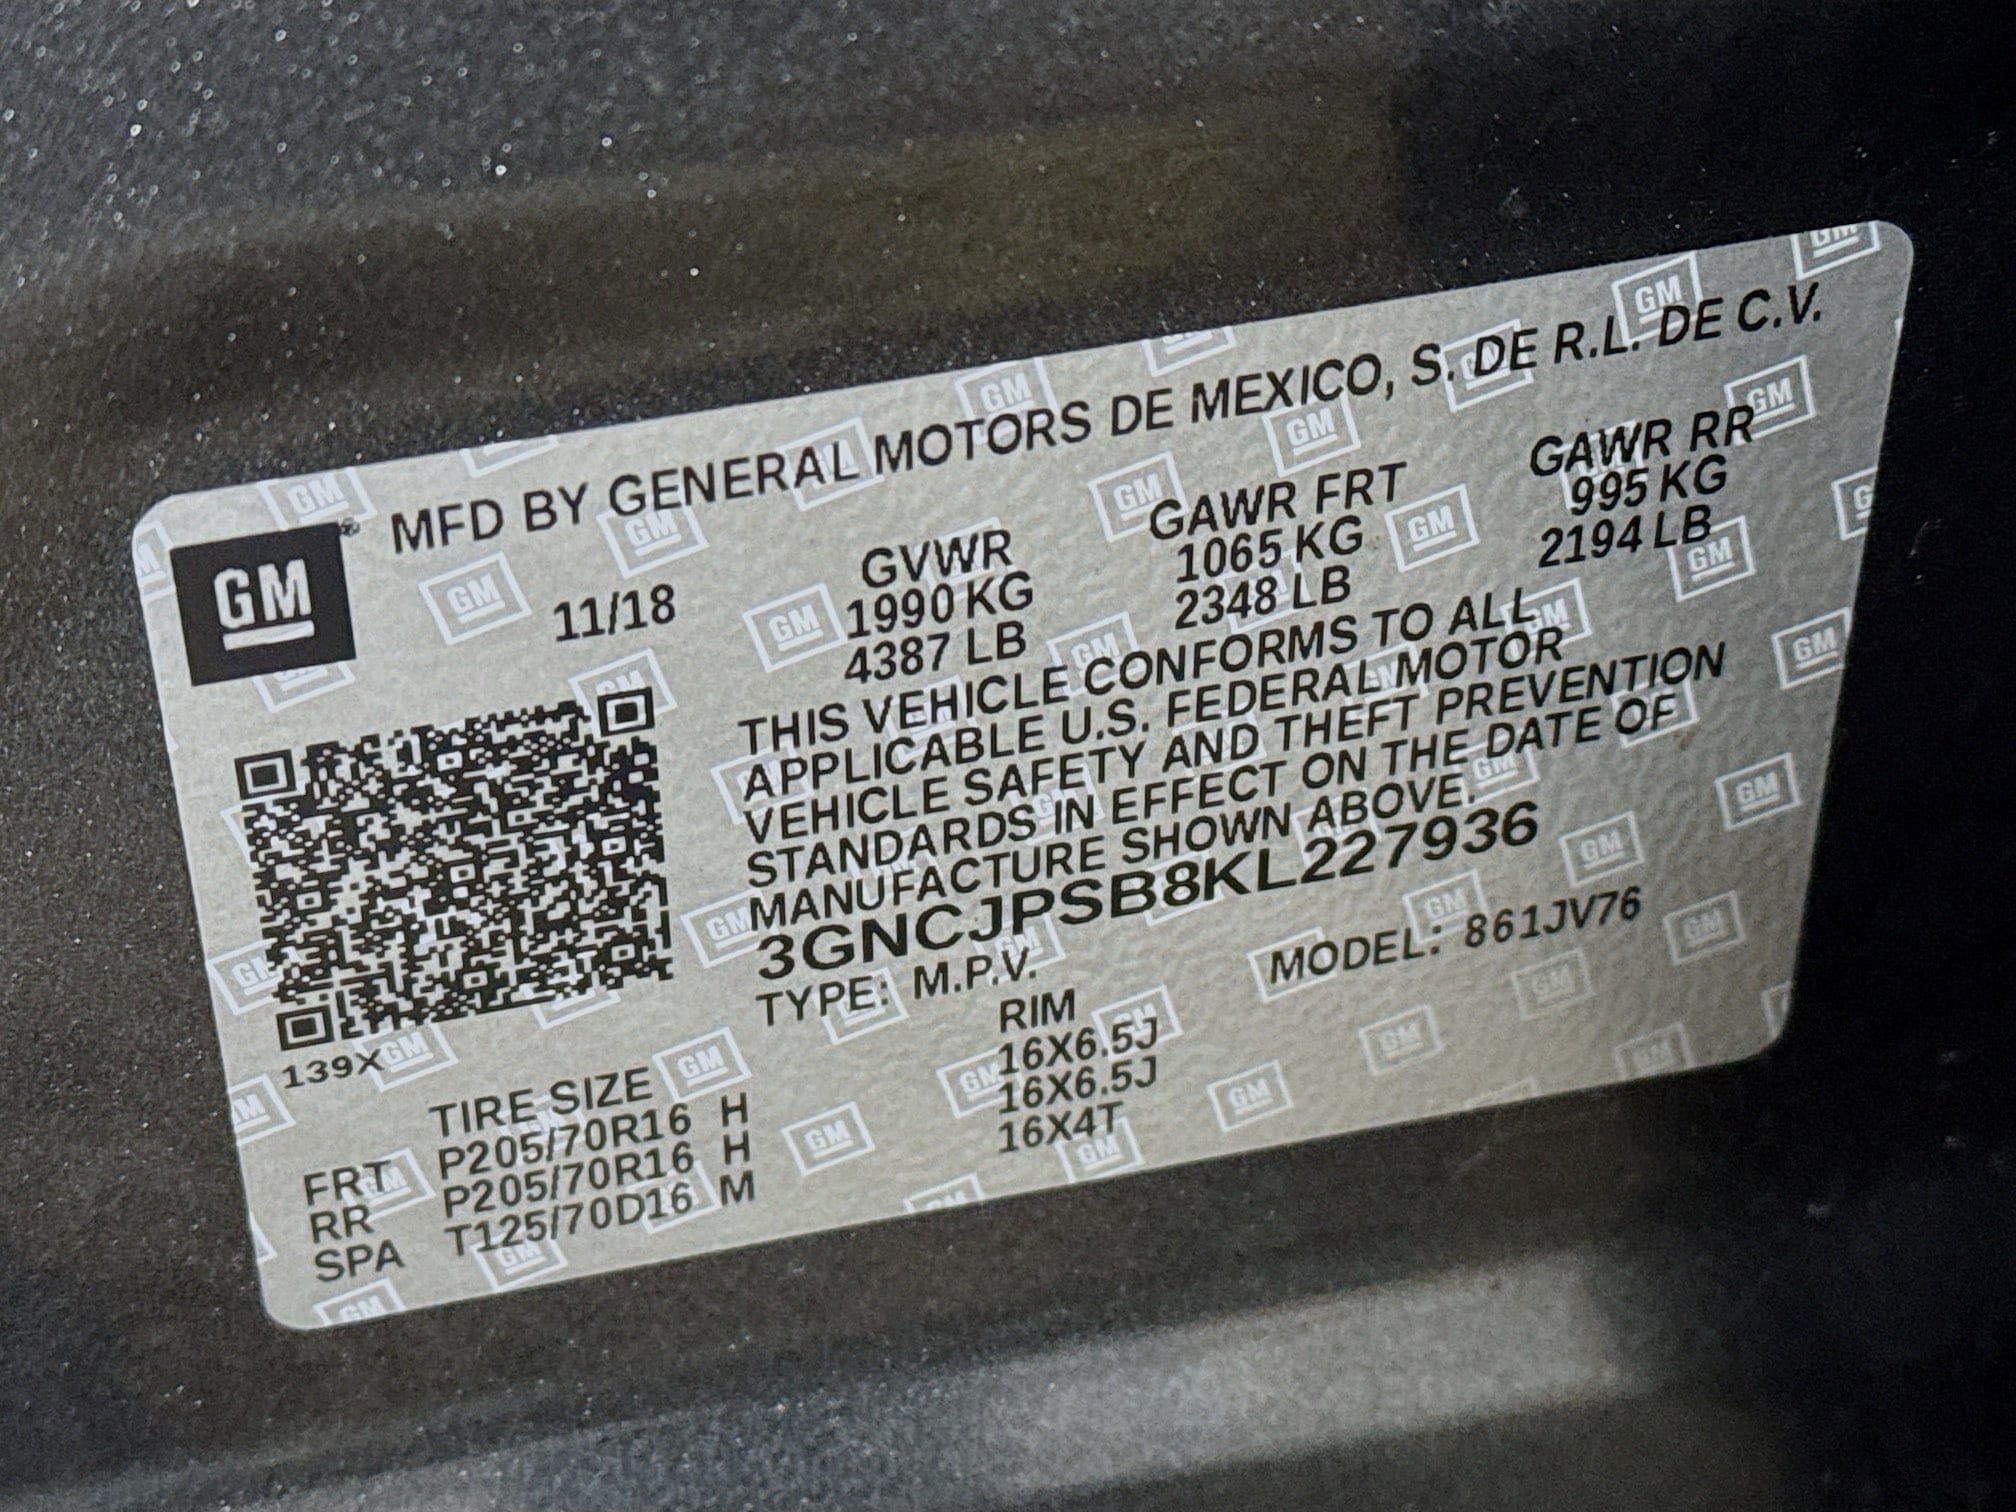 GM ® MFD BY GENERAL MOTORS DE MEXICO, S. DE R.L. DE C.V.
11/18
GVWR
1990 KG
4387 LB
GAWR FRT
1065 KG
2348 LB
GAWR RR
995 KG
2194 LB
THIS VEHICLE CONFORMS TO ALL
APPLICABLE U.S. FEDERAL MOTOR
VEHICLE SAFETY AND THEFT PREVENTION
STANDARDS IN EFFECT ON THE DATE OF
MANUFACTURE SHOWN ABOVE.
3GNCJPSB8KL227936
TYPE: M.P.V. MODEL: 861JV76
139X
TIRE SIZE RIM
FRT P205/70R16 H 16X6.5J
RR P205/70R16 H 16X6.5J
SPA T125/70D16 M 16X4T